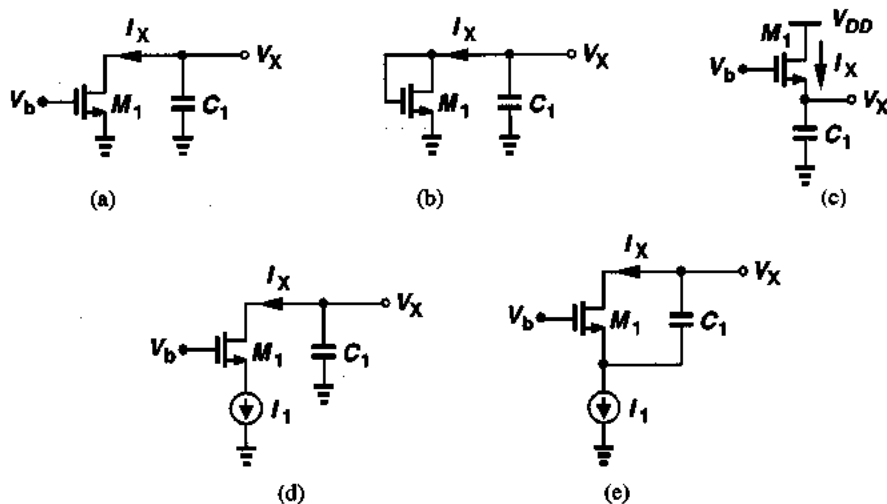 I_X
V_X
V_b
M_1
C_1
(a)
I_X
V_X
M_1
C_1
(b)
V_DD
M_1
I_X
V_b
V_X
C_1
(c)
I_X
V_X
V_b
M_1
C_1
I_1
(d)
I_X
V_X
V_b
M_1
C_1
I_1
(e)